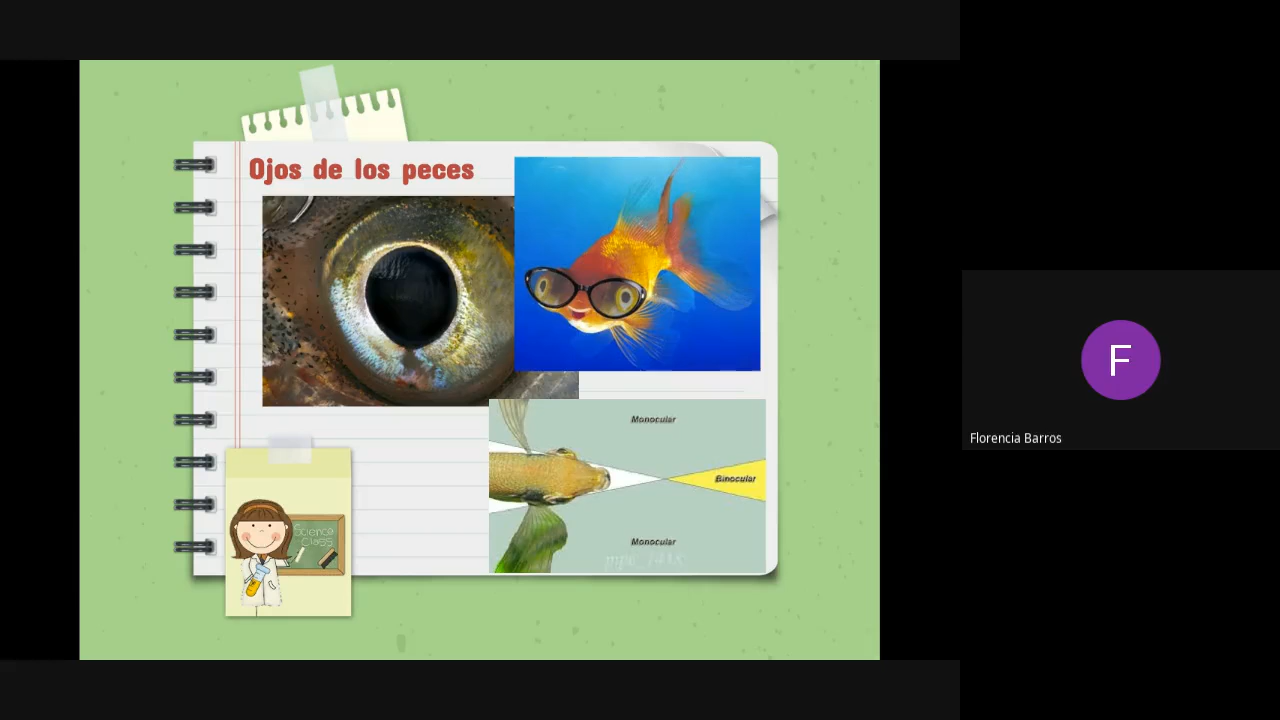 Ojos de los peces
Monocular
Binocular
Monocular
Science
Class
F
Florencia Barros